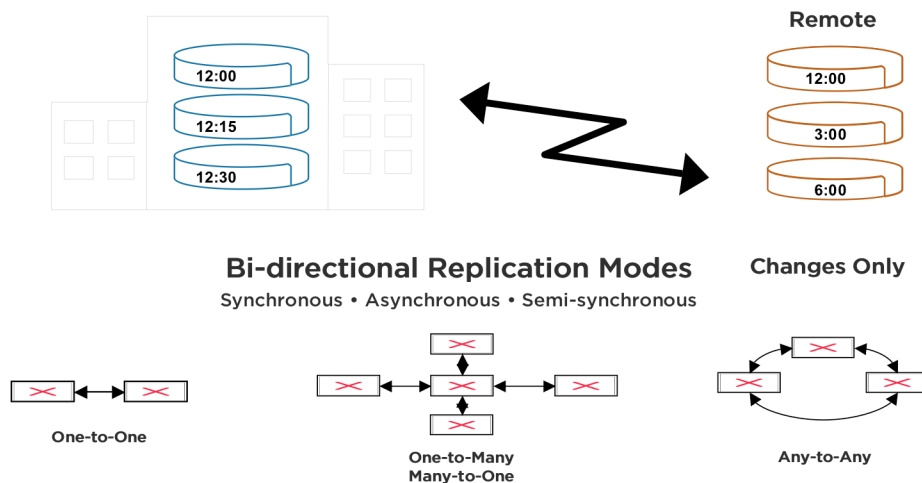 Remote
12:00
12:15
12:30
12:00
3:00
6:00
Bi-directional Replication Modes
Synchronous • Asynchronous • Semi-synchronous
Changes Only
One-to-One
One-to-Many
Many-to-One
Any-to-Any